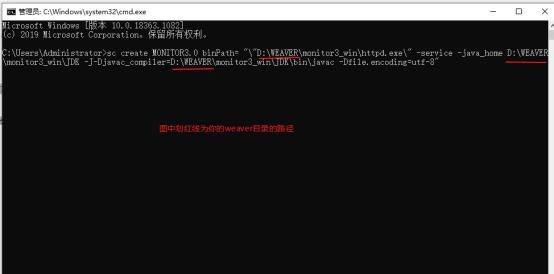 管理员: C:\Windows\system32\cmd.exe
Microsoft Windows [版本 10.0.18363.1082]
(c) 2019 Microsoft Corporation。保留所有权利。
C:\Users\Administrator>sc create MONITOR3.0 binPath= "\"D:\WEAVER\monitor3_win\httpd.exe\" -service -java_home D:\WEAVER
\monitor3_win\JDK -J-Djavac_compiler=D:\WEAVER\monitor3_win\JDK\bin\javac -Dfile.encoding=utf-8"
图中划红线为你的weaver目录的路径